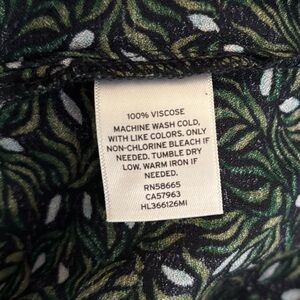 100% VISCOSE
MACHINE WASH COLD,
WITH LIKE COLORS, ONLY
NON-CHLORINE BLEACH IF
NEEDED. TUMBLE DRY
LOW. WARM IRON IF
NEEDED.
RN58665
CA57963
HL366126MI